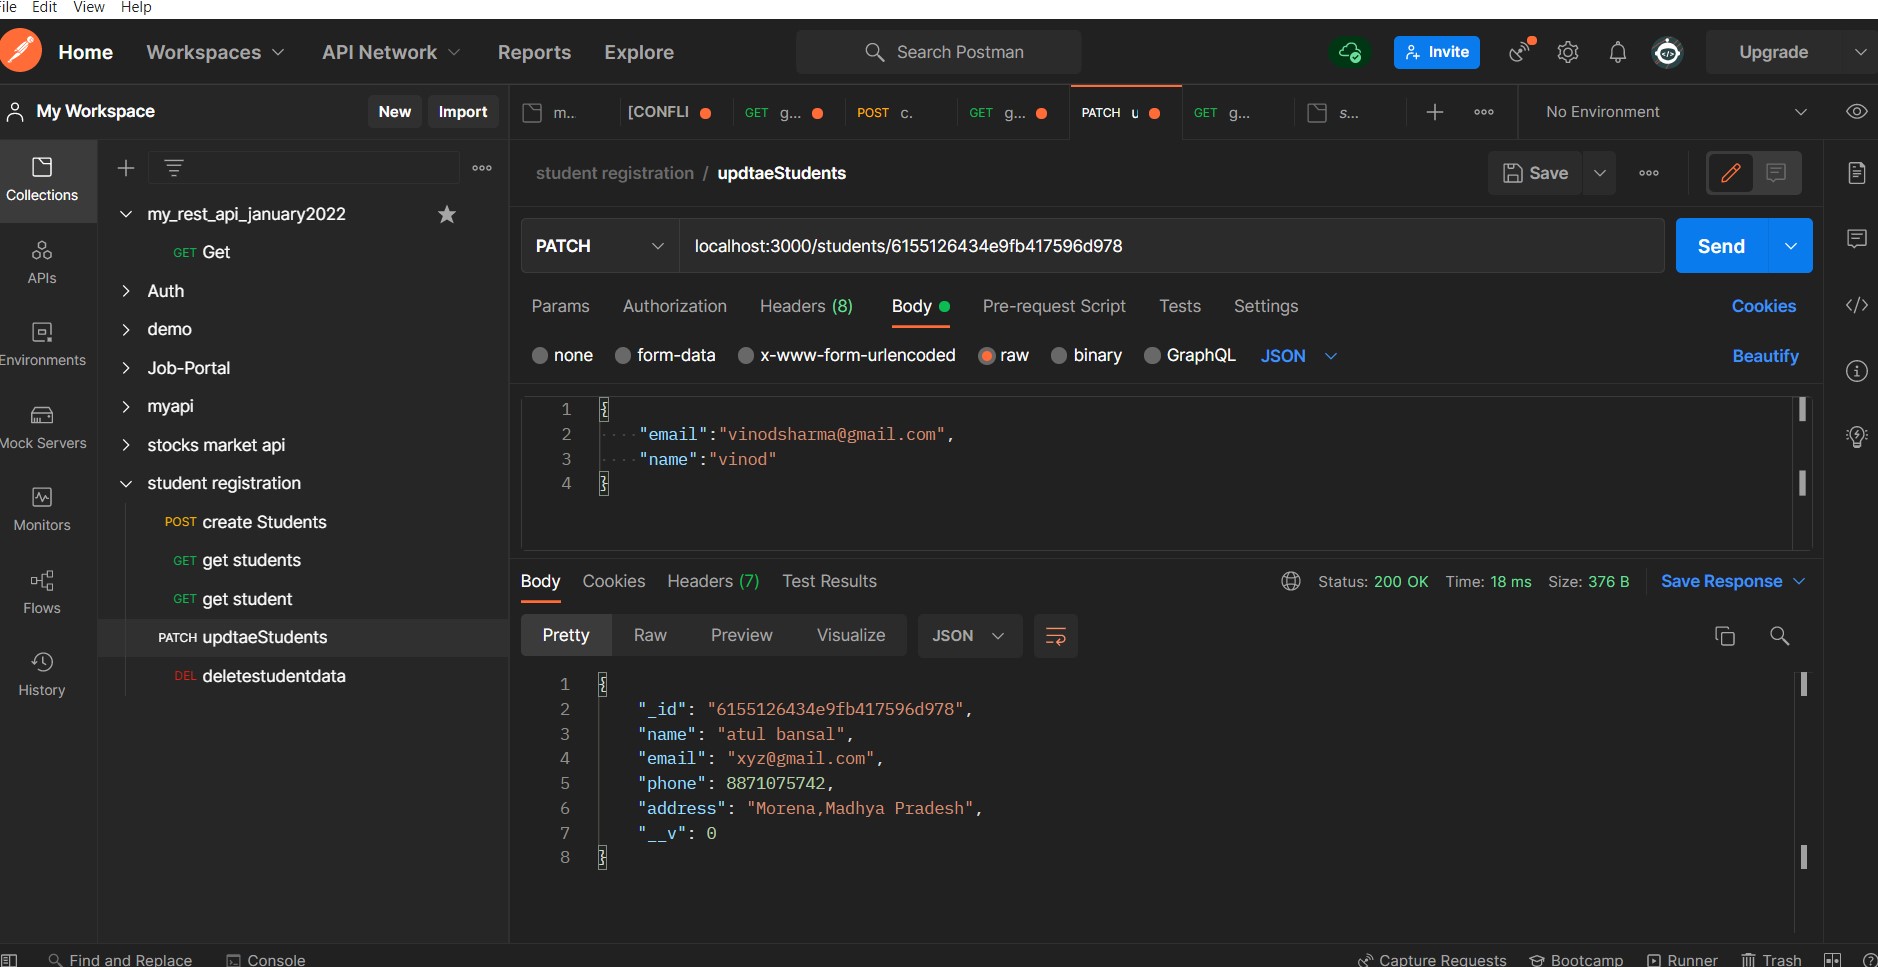 ile Edit View Help
Home Workspaces API Network Reports Explore Search Postman Invite Upgrade
My Workspace New Import
m... [CONFLI GET g... POST c. GET g... PATCH u GET g... s... No Environment
Collections
APIs
Environments
Mock Servers
Monitors
Flows
History
my_rest_api_january2022
GET Get
Auth
demo
Job-Portal
myapi
stocks market api
student registration
POST create Students
GET get students
GET get student
PATCH updtaeStudents
DEL deletestudentdata
student registration / updtaeStudents Save
PATCH localhost:3000/students/6155126434e9fb417596d978 Send
Params Authorization Headers (8) Body Pre-request Script Tests Settings Cookies
none form-data x-www-form-urlencoded raw binary GraphQL JSON Beautify
1 {
2 "email":"vinodsharma@gmail.com",
3 "name":"vinod"
4 }
Body Cookies Headers (7) Test Results Status: 200 OK Time: 18 ms Size: 376 B Save Response
Pretty Raw Preview Visualize JSON
1 {
2 "_id": "6155126434e9fb417596d978",
3 "name": "atul bansal",
4 "email": "xyz@gmail.com",
5 "phone": 8871075742,
6 "address": "Morena,Madhya Pradesh",
7 "__v": 0
8 }
Find and Replace Console Capture Requests Bootcamp Runner Trash